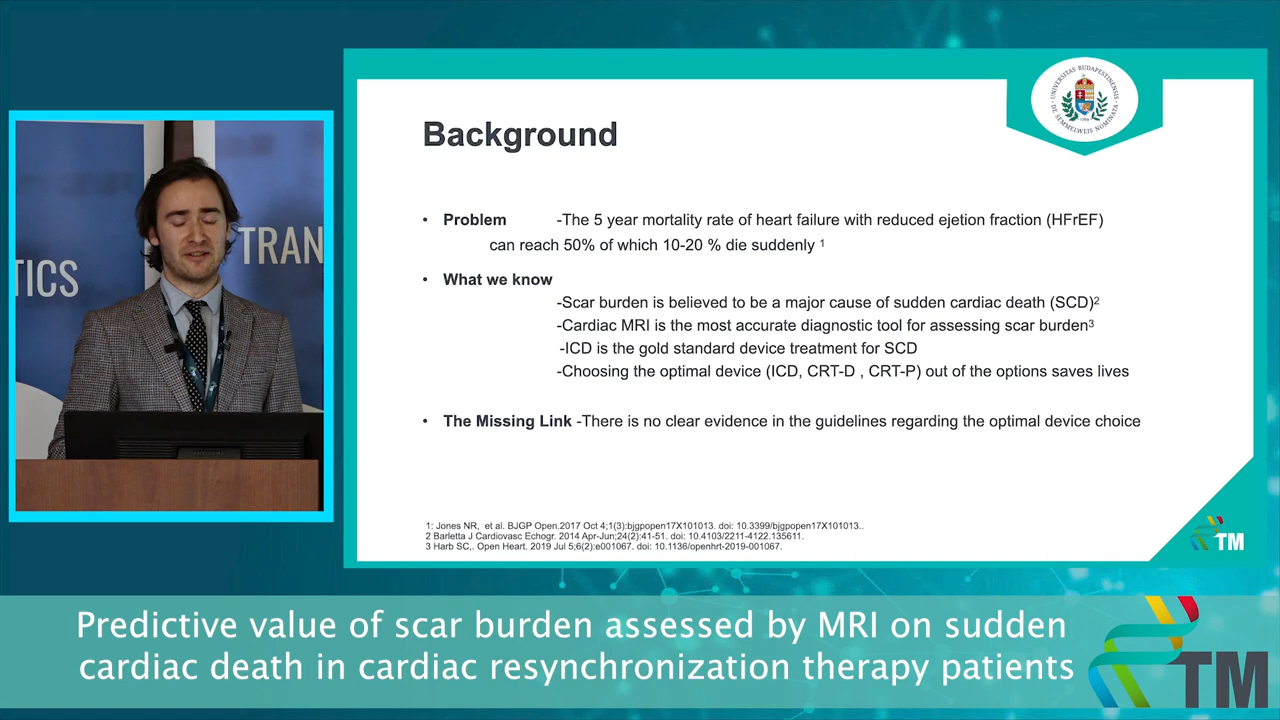 Background
UNIVERSITAS BUDAPESTINENSIS
DE SEMMELWEIS NOMINATA
• Problem -The 5 year mortality rate of heart failure with reduced ejetion fraction (HFrEF)
can reach 50% of which 10-20 % die suddenly 1
• What we know
-Scar burden is believed to be a major cause of sudden cardiac death (SCD)2
-Cardiac MRI is the most accurate diagnostic tool for assessing scar burden3
-ICD is the gold standard device treatment for SCD
-Choosing the optimal device (ICD, CRT-D , CRT-P) out of the options saves lives
• The Missing Link -There is no clear evidence in the guidelines regarding the optimal device choice
1: Jones NR, et al. BJGP Open.2017 Oct 4;1(3):bjgpopen17X101013. doi: 10.3399/bjgpopen17X101013..
2 Barletta J Cardiovasc Echogr. 2014 Apr-Jun;24(2):41-51. doi: 10.4103/2211-4122.135611.
3 Harb SC,. Open Heart. 2019 Jul 5;6(2):e001067. doi: 10.1136/openhrt-2019-001067.
TM
TICS
TRAN
Predictive value of scar burden assessed by MRI on sudden
cardiac death in cardiac resynchronization therapy patients
TM